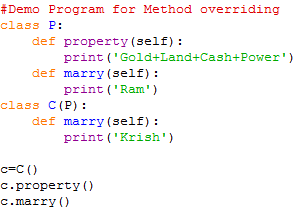 #Demo Program for Method overriding
class P:
    def property(self):
        print('Gold+Land+Cash+Power')
    def marry(self):
        print('Ram')
class C(P):
    def marry(self):
        print('Krish')

c=C()
c.property()
c.marry()